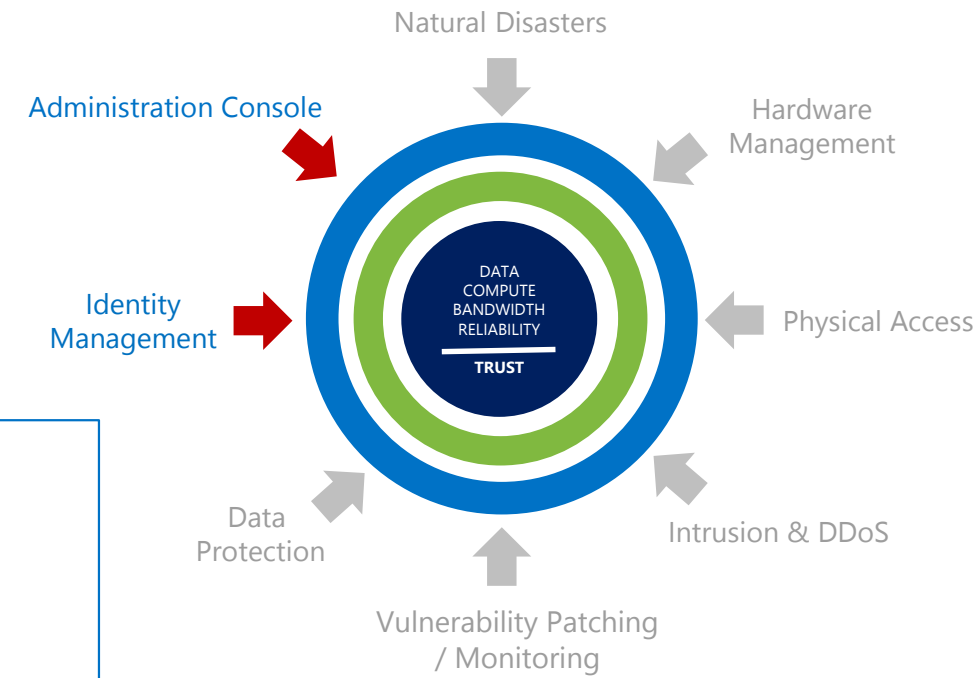 Natural Disasters
Administration Console
Hardware
Management
DATA
COMPUTE
BANDWIDTH
RELIABILITY
TRUST
Identity
Management
Physical Access
Data
Protection
Intrusion & DDoS
Vulnerability Patching
/ Monitoring